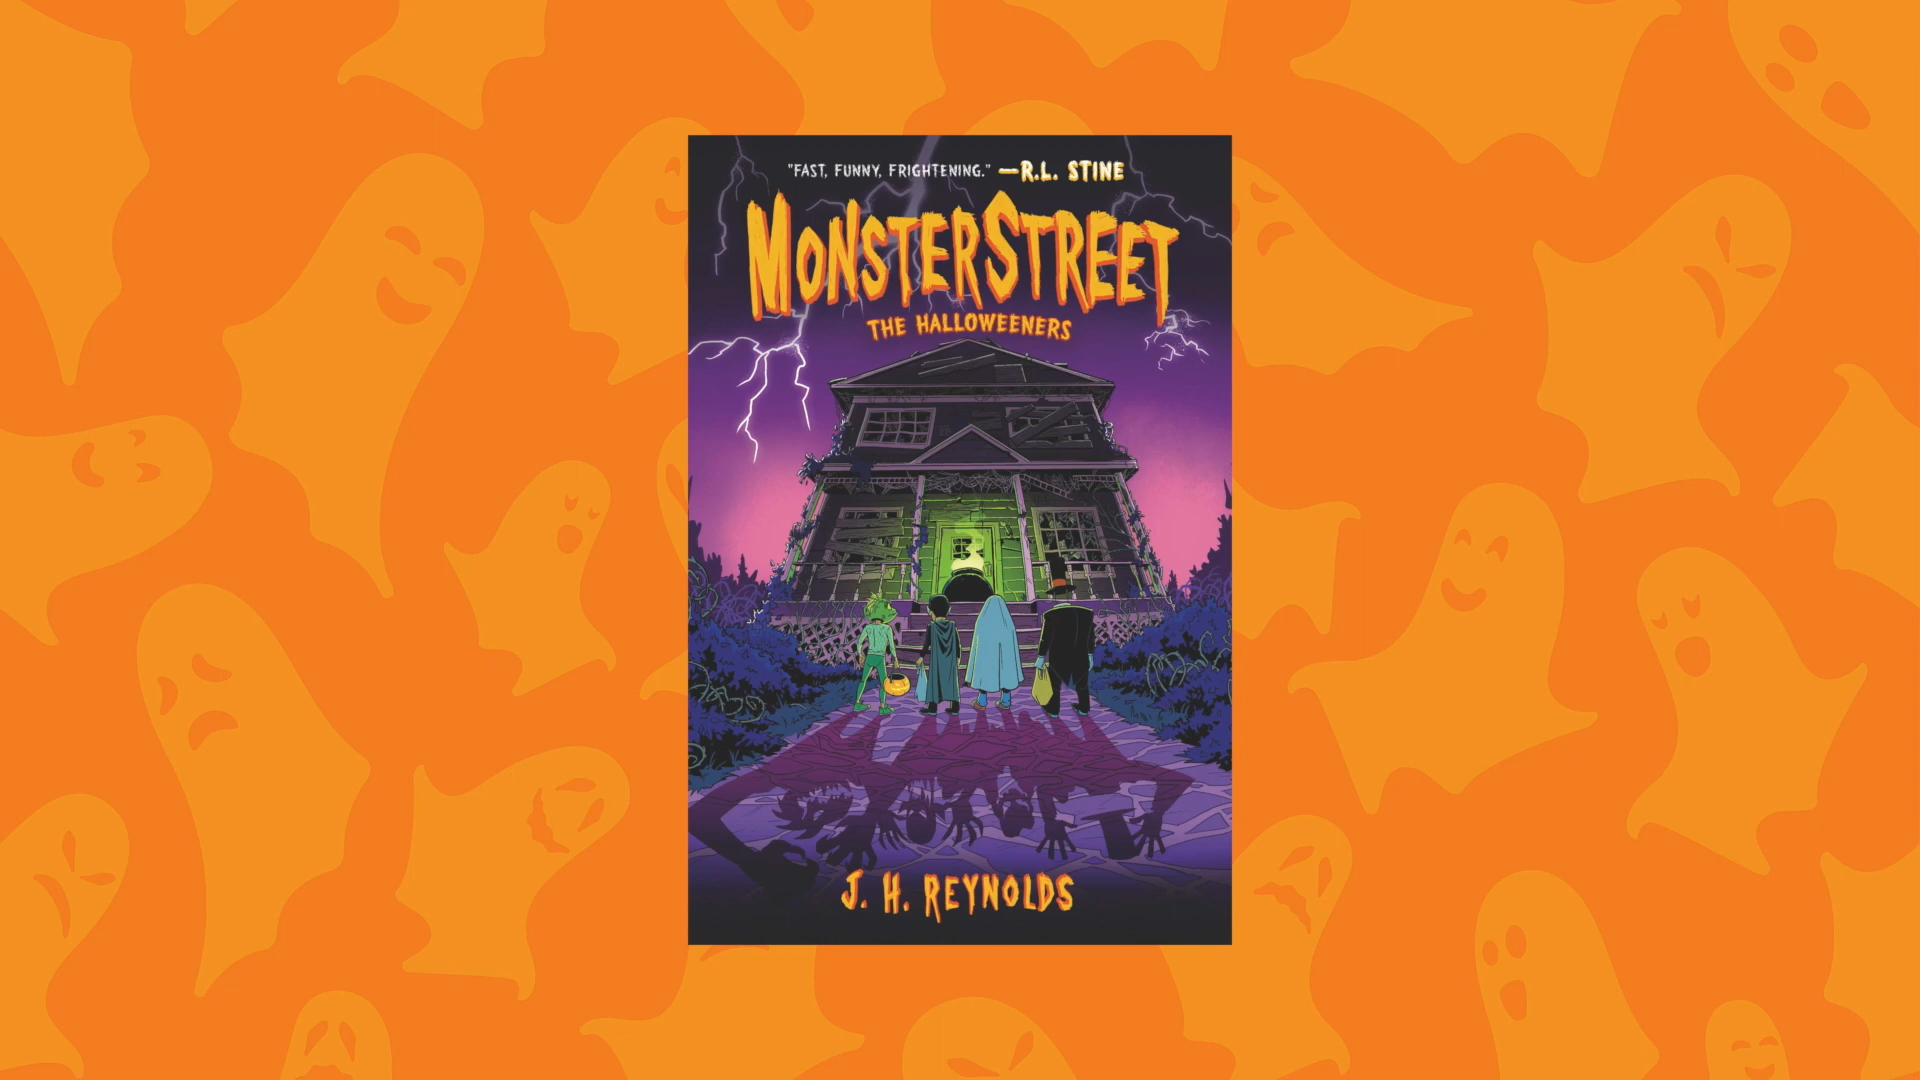 "FAST, FUNNY, FRIGHTENING." —R.L. STINE
MONSTERSTREET
THE HALLOWEENERS
J. H. REYNOLDS